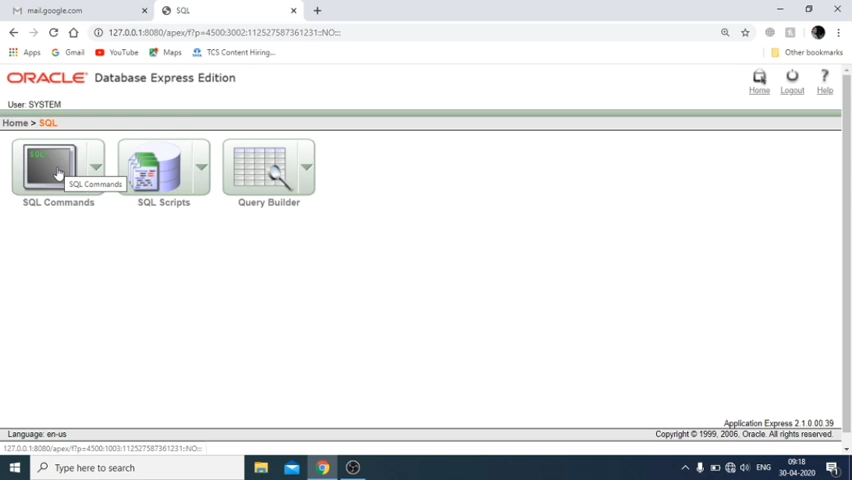 mail.google.com
SQL
127.0.0.1:8080/apex/f?p=4500:3002:112527587361231::NO:::
Apps
Gmail
YouTube
Maps
TCS Content Hiring...
Other bookmarks
ORACLE® Database Express Edition
Home
Logout
Help
User: SYSTEM
Home > SQL
SQL
SQL Commands
SQL Commands
SQL Scripts
Query Builder
Application Express 2.1.0.00.39
Language: en-us
Copyright © 1999, 2006, Oracle. All rights reserved.
127.0.0.1:8080/apex/f?p=4500:1003:112527587361231::NO:::
Type here to search
ENG
09:18
30-04-2020